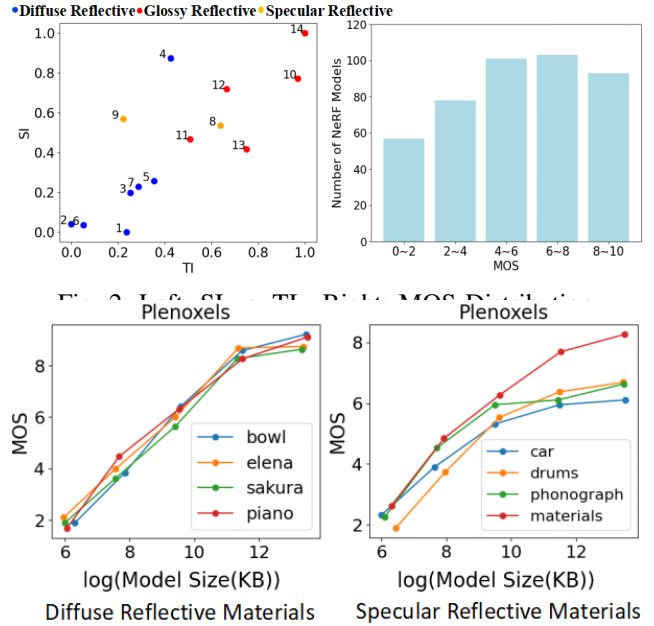 Diffuse Reflective Glossy Reflective Specular Reflective
1.0
0.8
0.6
0.4
0.2
0.0
SI
0.0 0.2 0.4 0.6 0.8 1.0
TI
14
4
10
12
9
8
11
13
5
7
3
2 6
1
120
100
80
60
40
20
0
Number of NeRF Models
0~2 2~4 4~6 6~8 8~10
MOS
Plenoxels
8
6
4
2
MOS
bowl
elena
sakura
piano
6 8 10 12
log(Model Size(KB))
Diffuse Reflective Materials
Plenoxels
8
6
4
2
MOS
car
drums
phonograph
materials
6 8 10 12
log(Model Size(KB))
Specular Reflective Materials